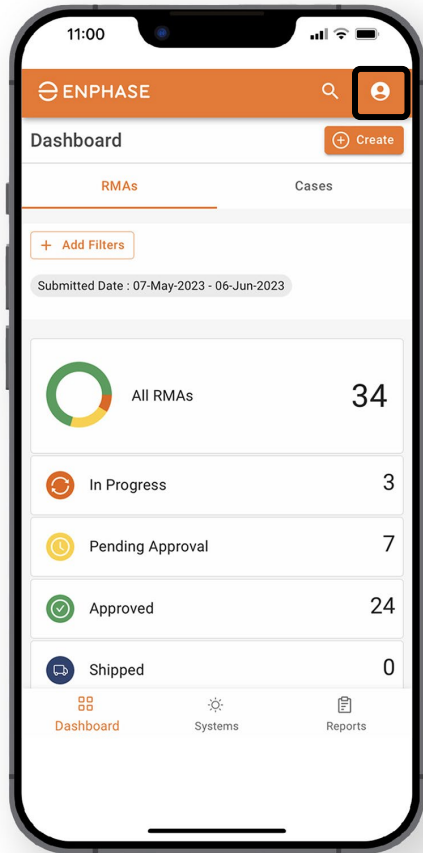 11:00
ENPHASE
Dashboard
Create
RMAs Cases
+ Add Filters
Submitted Date : 07-May-2023 - 06-Jun-2023
All RMAs 34
In Progress 3
Pending Approval 7
Approved 24
Shipped 0
Dashboard Systems Reports